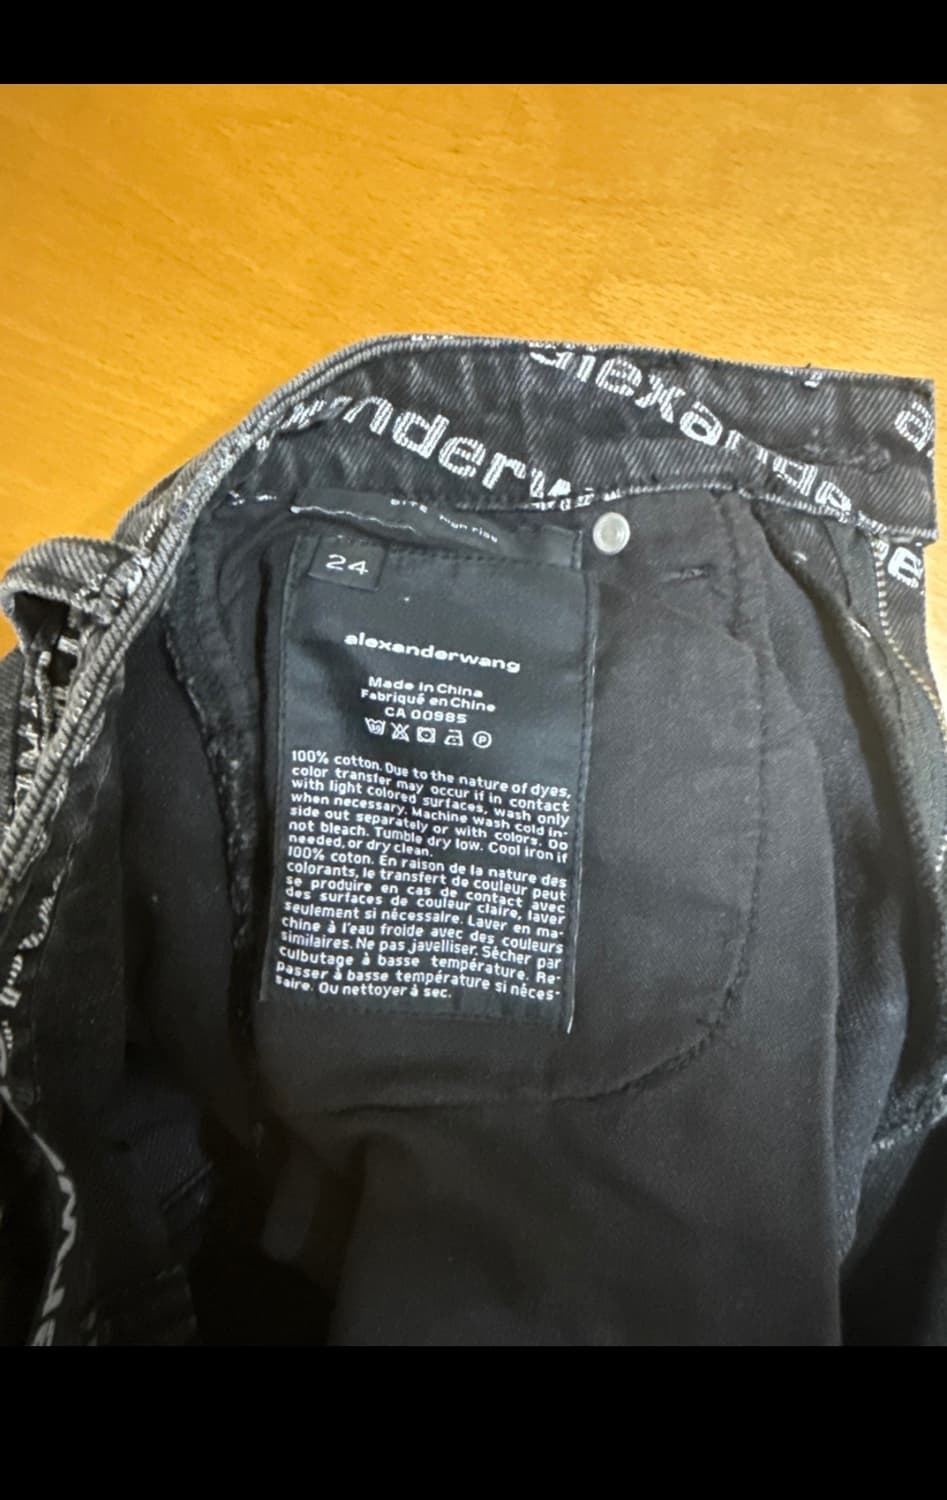 alexande
anderw
a
a
high rise
24
alexanderwang
Made in China
Fabriqué en Chine
CA 00985
100% cotton. Due to the nature of dyes,
color transfer may occur if in contact
with light colored surfaces, wash only
when necessary. Machine wash cold in-
side out separately or with colors. Do
not bleach. Tumble dry low. Cool iron if
needed, or dry clean.
100% coton. En raison de la nature des
colorants, le transfert de couleur peut
se produire en cas de contact avec
des surfaces de couleur claire, laver
seulement si nécessaire. Laver en ma-
chine à l'eau froide avec des couleurs
similaires. Ne pas javelliser. Sécher par
culbutage à basse température. Re-
passer à basse température si néces-
saire. Ou nettoyer à sec.